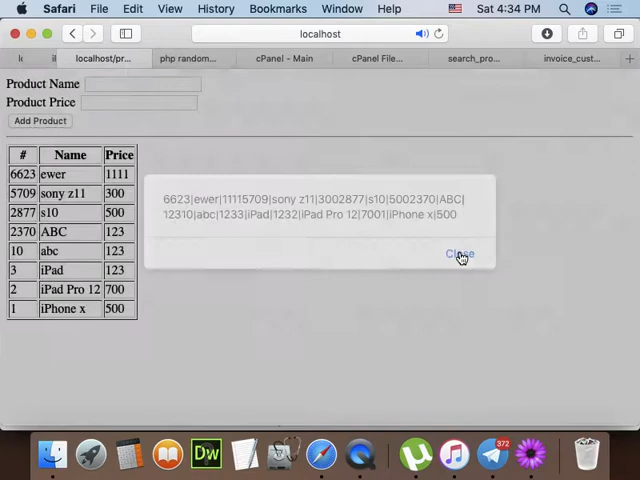 Safari File Edit View History Bookmarks Window Help Sat 4:34 PM
localhost
localhost/pr... php random... cPanel - Main cPanel File... search_pro... invoice_cust...
Product Name
Product Price
Add Product
# Name Price
6623 ewer 1111
5709 sony z11 300
2877 s10 500
2370 ABC 123
10 abc 123
3 iPad 123
2 iPad Pro 12 700
1 iPhone x 500
6623|ewer|11115709|sony z11|3002877|s10|5002370|ABC|
12310|abc|1233|iPad|1232|iPad Pro 12|7001|iPhone x|500
Close
Dw
372